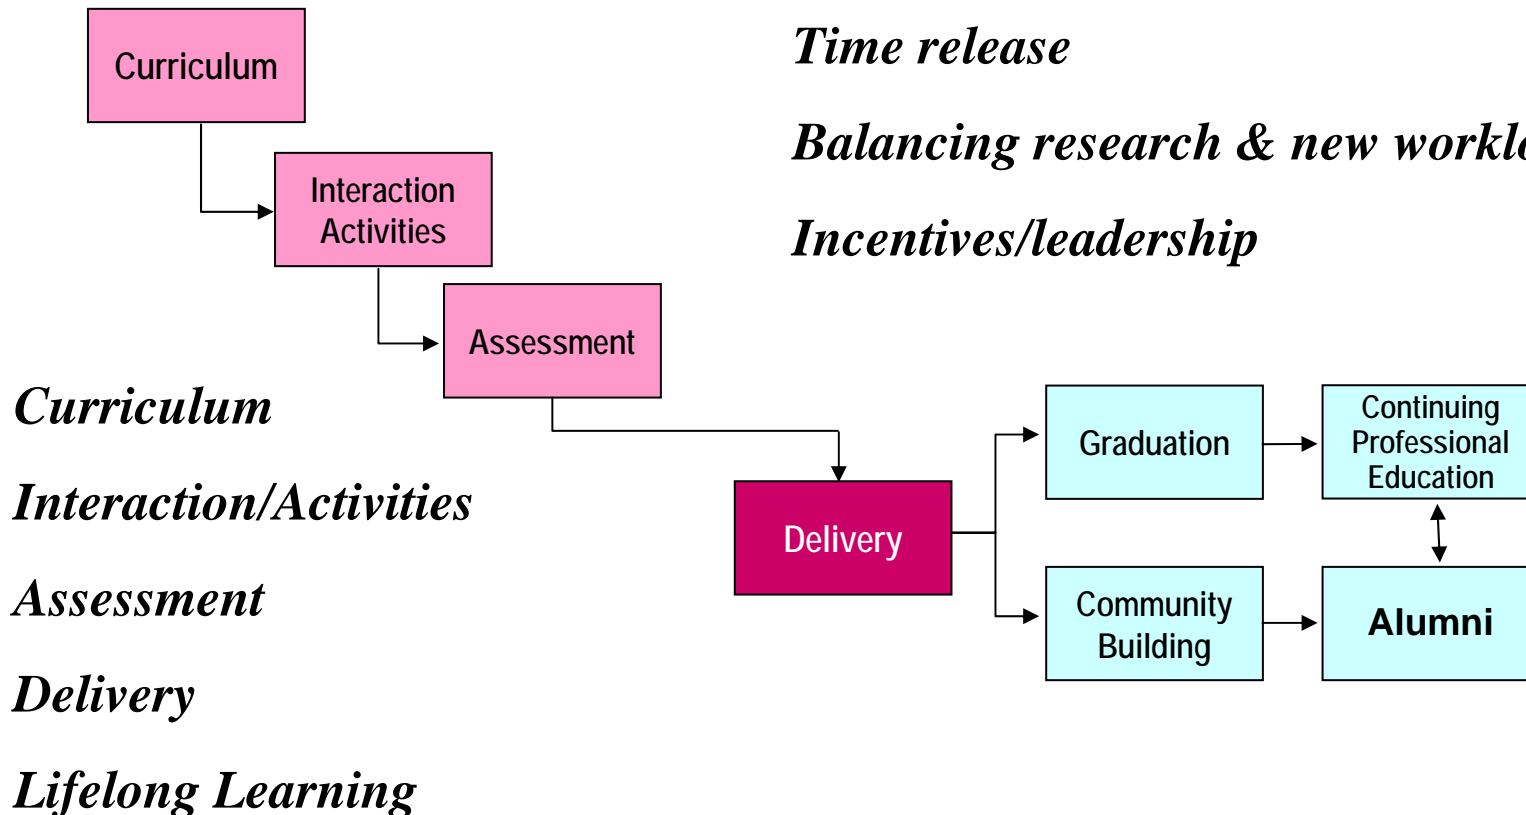 Curriculum
Time release
Balancing research & new
Interaction
Activities
Incentives/leadership
Assessment
Curriculum
Interaction/Activities
Assessment
Delivery
Lifelong Learning
Delivery
Graduation
Continuing
Professional
Education
Community
Building
Alumni